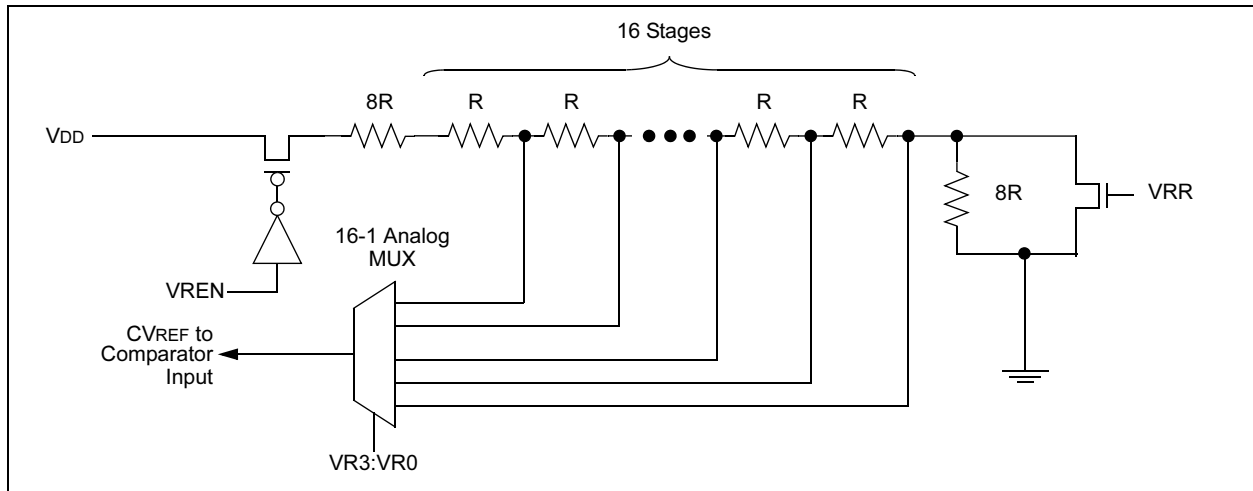 16 Stages
8R R R R R
VDD
8R
VRR
16-1 Analog
MUX
VREN
CVREF to
Comparator
Input
VR3:VR0